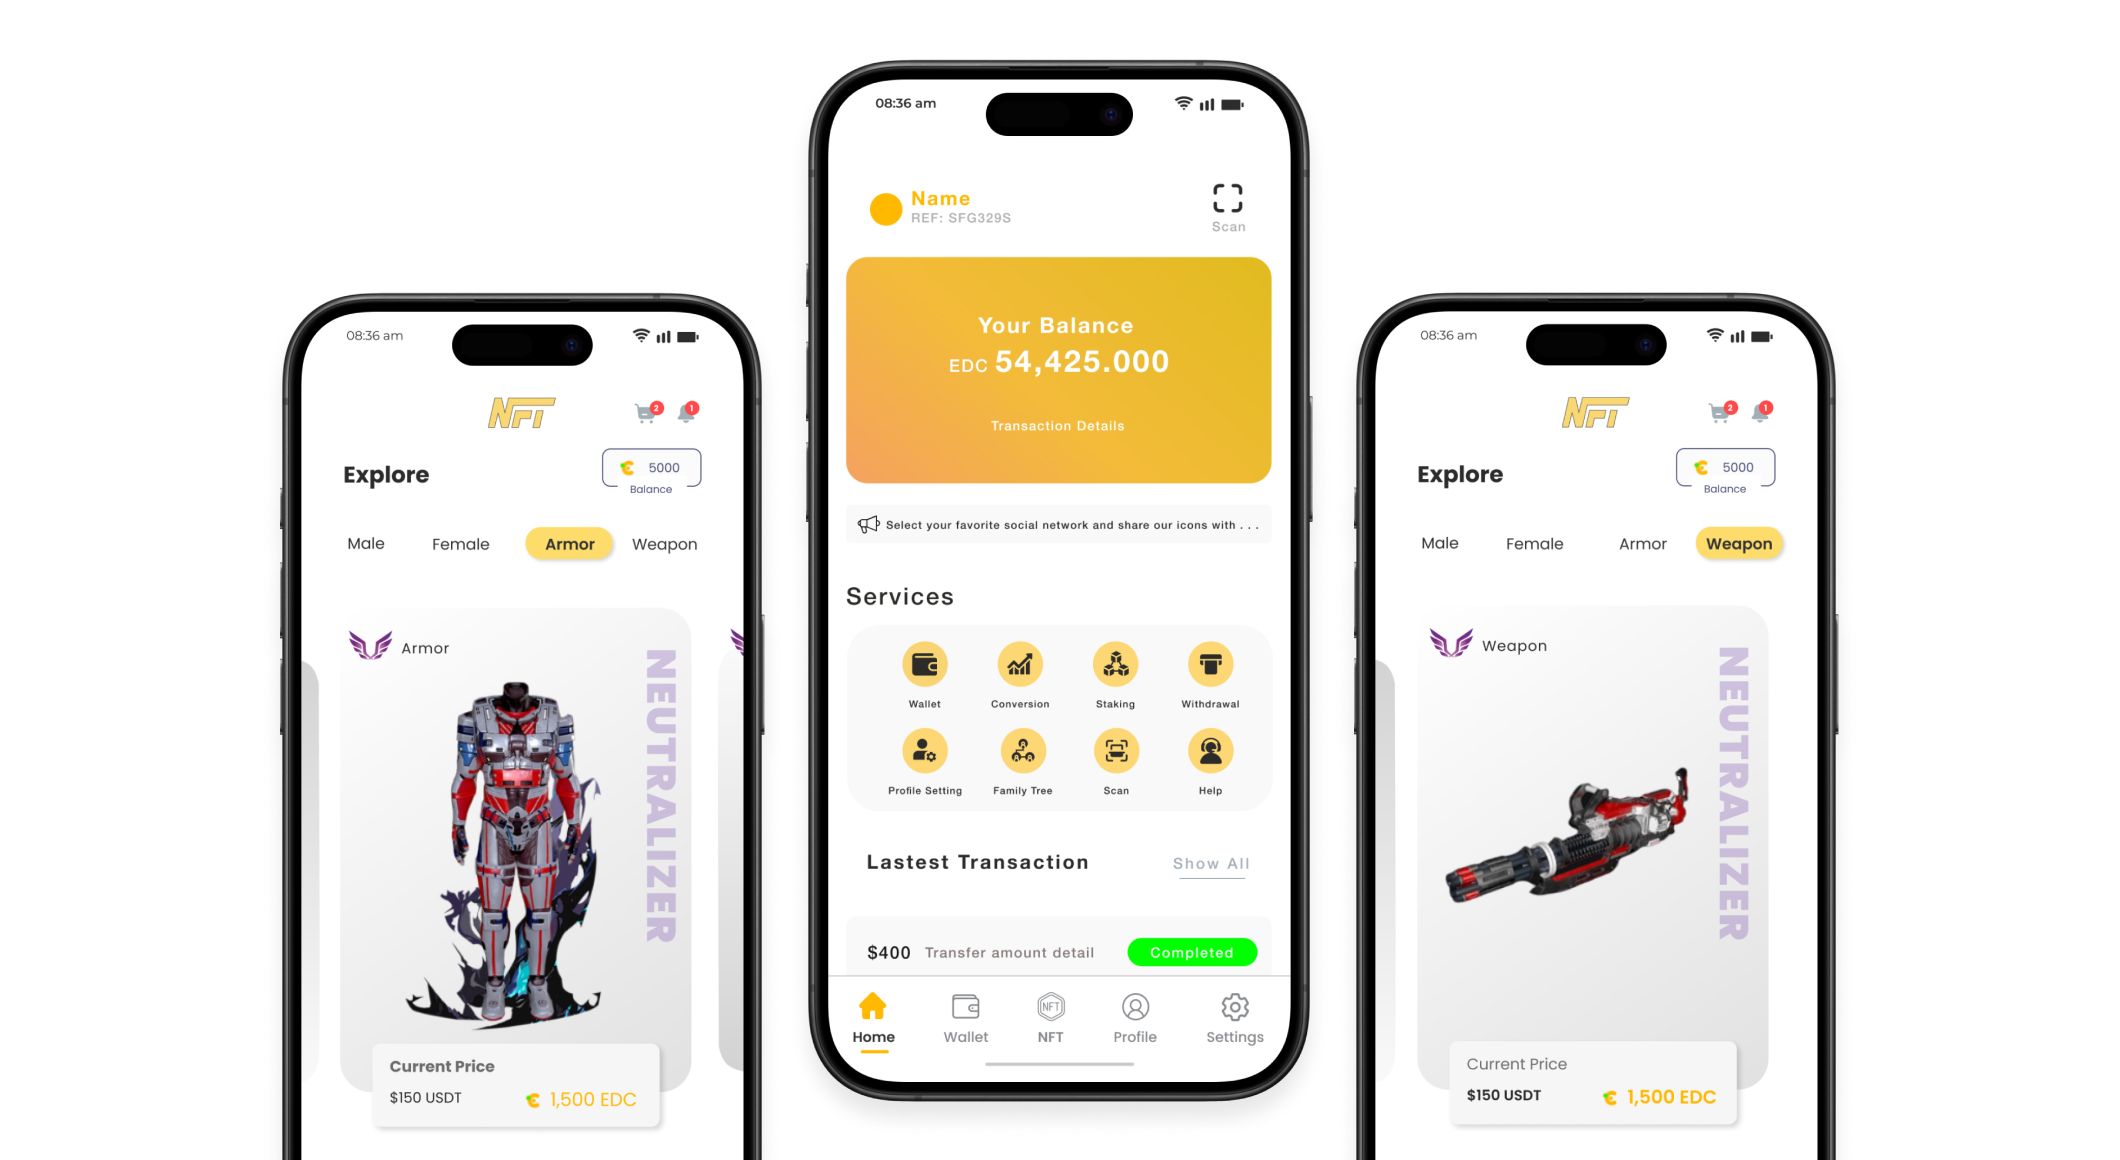 08:36 am
NFT
2
1
Explore
5000
Balance
Male
Female
Armor
Weapon
Armor
NEUTRALIZER
Current Price
$150 USDT
1,500 EDC
08:36 am
Name
REF: SFG329S
Scan
Your Balance
EDC 54,425.000
Transaction Details
Select your favorite social network and share our icons with . . .
Services
Wallet
Conversion
Staking
Withdrawal
Profile Setting
Family Tree
Scan
Help
Lastest Transaction
Show All
$400
Transfer amount detail
Completed
Home
Wallet
NFT
NFT
Profile
Settings
08:36 am
NFT
2
1
Explore
5000
Balance
Male
Female
Armor
Weapon
Weapon
NEUTRALIZER
Current Price
$150 USDT
1,500 EDC